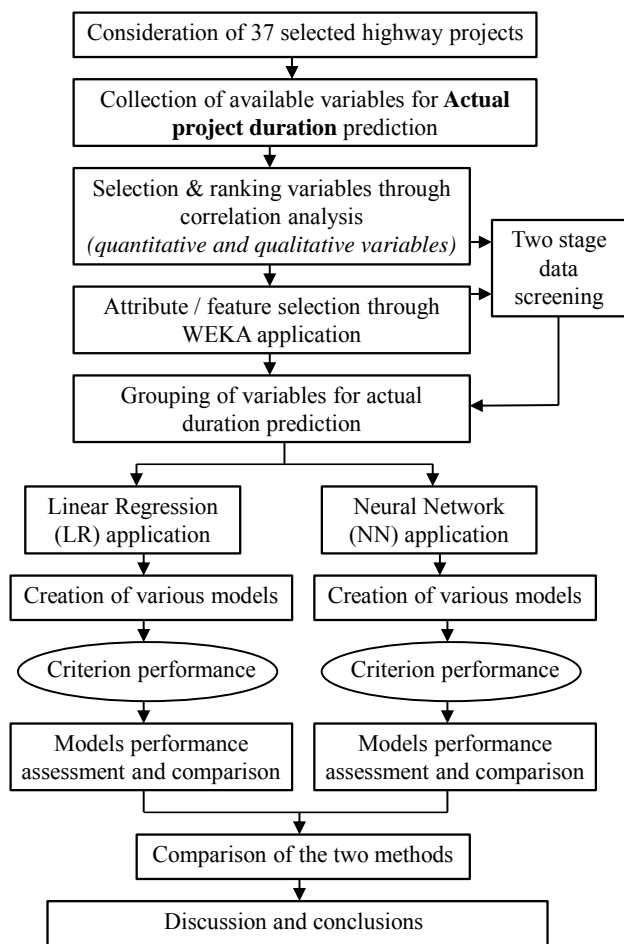 Consideration of 37 selected highway projects
Collection of available variables for Actual
project duration prediction
Selection & ranking variables through
correlation analysis
(quantitative and qualitative variables)
Two stage
data
screening
Attribute / feature selection through
WEKA application
Grouping of variables for actual
duration prediction
Linear Regression
(LR) application
Neural Network
(NN) application
Creation of various models
Creation of various models
Criterion performance
Criterion performance
Models performance
assessment and comparison
Models performance
assessment and comparison
Comparison of the two methods
Discussion and conclusions